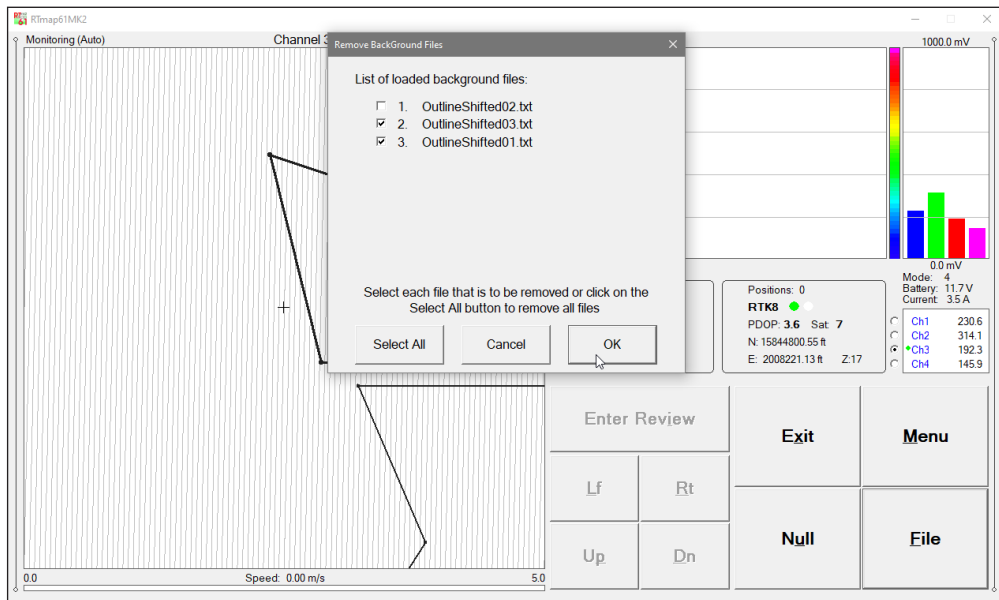 RTmap61MK2
Monitoring (Auto)
Channel 3
1000.0 mV
Remove BackGround Files
List of loaded background files:
1. OutlineShifted02.txt
2. OutlineShifted03.txt
3. OutlineShifted01.txt
Select each file that is to be removed or click on the
Select All button to remove all files
Select All
Cancel
OK
0.0 mV
Mode: 4
Battery: 11.7 V
Current: 3.5 A
Positions: 0
RTK8
PDOP: 3.6 Sat: 7
N: 15844800.55 ft
E: 2008221.13 ft Z:17
Ch1 230.6
Ch2 314.1
Ch3 192.3
Ch4 145.9
Enter Review
Exit
Menu
Lf
Rt
Up
Dn
Null
File
0.0
Speed: 0.00 m/s
5.0